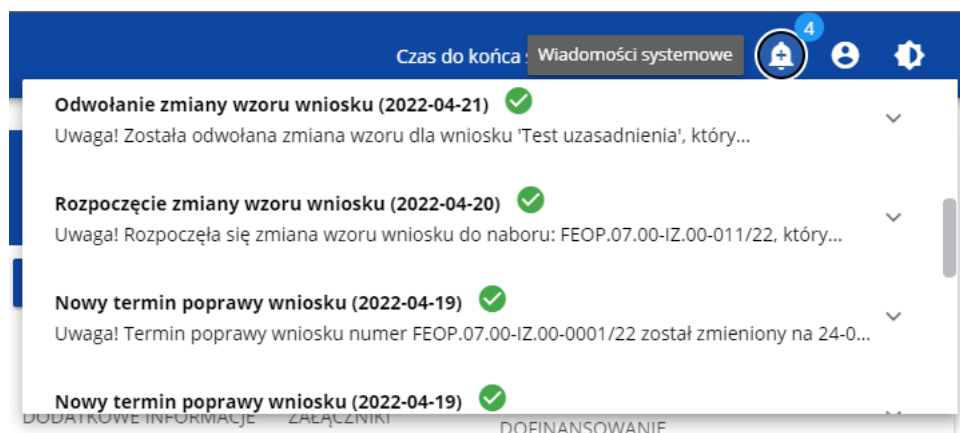 4
Czas do końca
Wiadomości systemowe
Odwołanie zmiany wzoru wniosku (2022-04-21)
Uwaga! Została odwołana zmiana wzoru dla wniosku 'Test uzasadnienia', który...
Rozpoczęcie zmiany wzoru wniosku (2022-04-20)
Uwaga! Rozpoczęła się zmiana wzoru wniosku do naboru: FEOP.07.00-IZ.00-011/22, który...
Nowy termin poprawy wniosku (2022-04-19)
Uwaga! Termin poprawy wniosku numer FEOP.07.00-IZ.00-0001/22 został zmieniony na 24-0...
Nowy termin poprawy wniosku (2022-04-19)
DODATKOWE INFORMACJE ZAŁĄCZNIKI
DOFINANSOWANIE